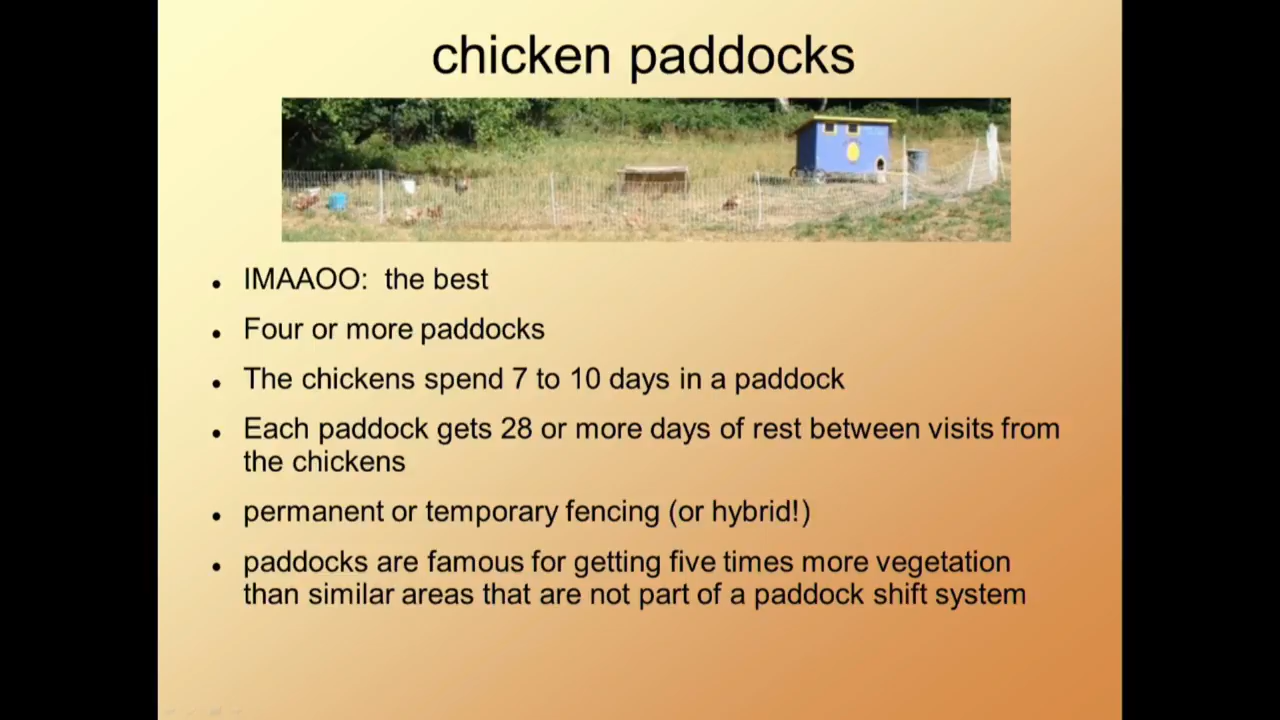 chicken paddocks
IMAAOO: the best
Four or more paddocks
The chickens spend 7 to 10 days in a paddock
Each paddock gets 28 or more days of rest between visits from
the chickens
permanent or temporary fencing (or hybrid!)
paddocks are famous for getting five times more vegetation
than similar areas that are not part of a paddock shift system